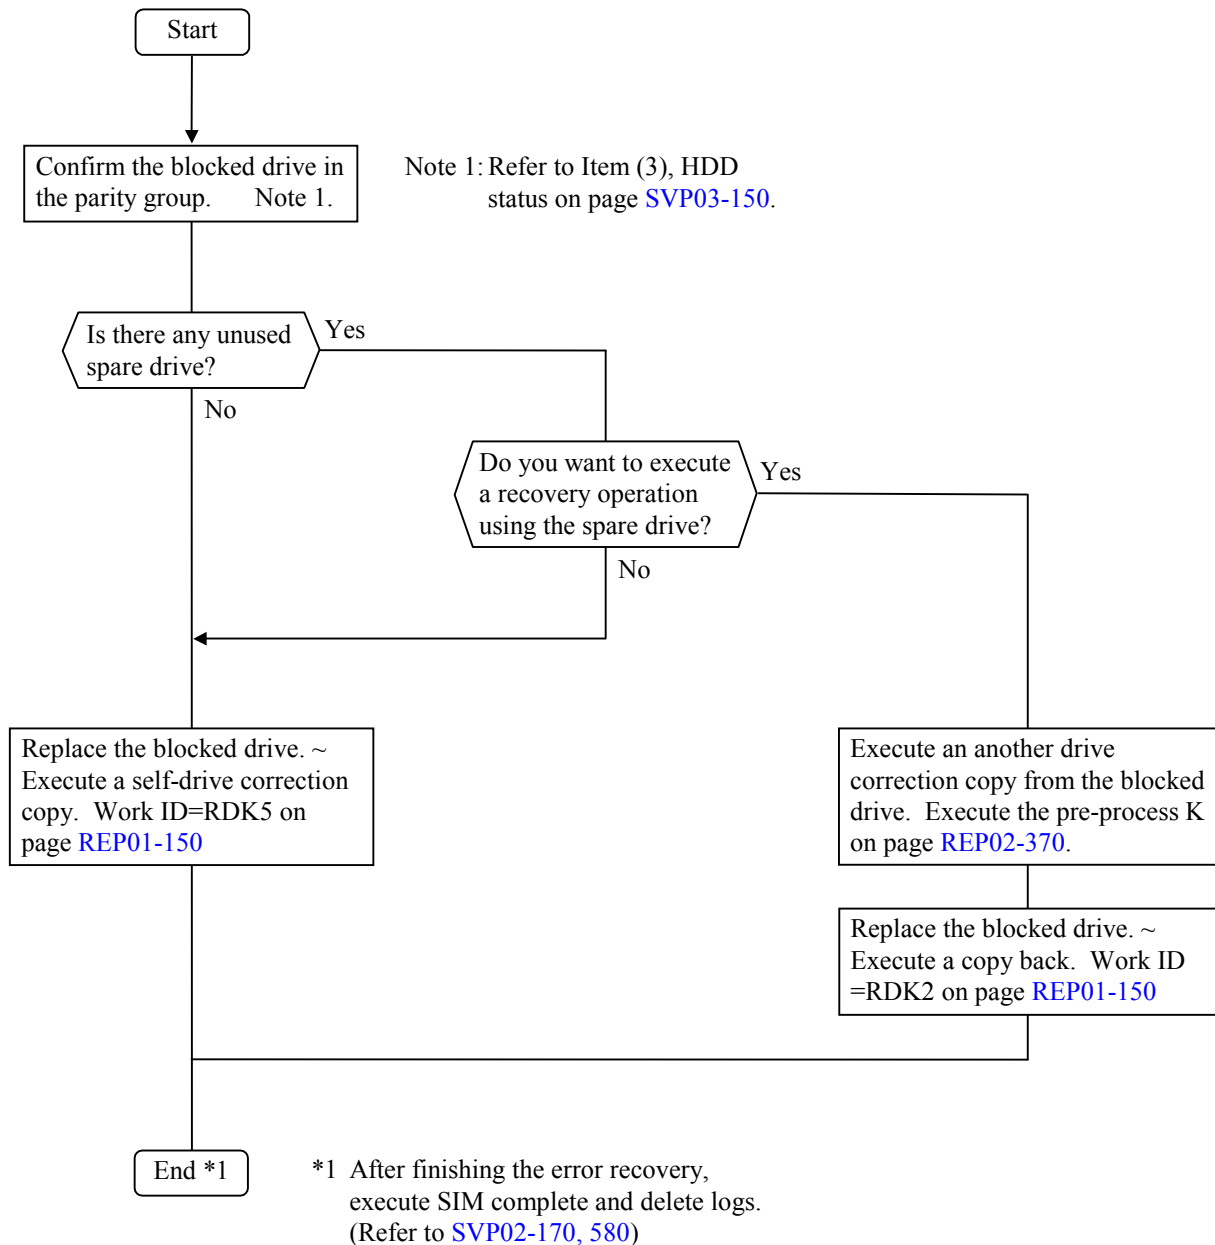 Start
Confirm the blocked drive in
the parity group. Note 1.
Note 1: Refer to Item (3), HDD
status on page SVP03-150.
Is there any unused
spare drive?
Yes
No
Do you want to execute
a recovery operation
using the spare drive?
Yes
No
Replace the blocked drive. ~
Execute a self-drive correction
copy. Work ID=RDK5 on
page REP01-150
Execute an another drive
correction copy from the blocked
drive. Execute the pre-process K
on page REP02-370.
Replace the blocked drive. ~
Execute a copy back. Work ID
=RDK2 on page REP01-150
End *1
*1 After finishing the error recovery,
execute SIM complete and delete logs.
(Refer to SVP02-170, 580)